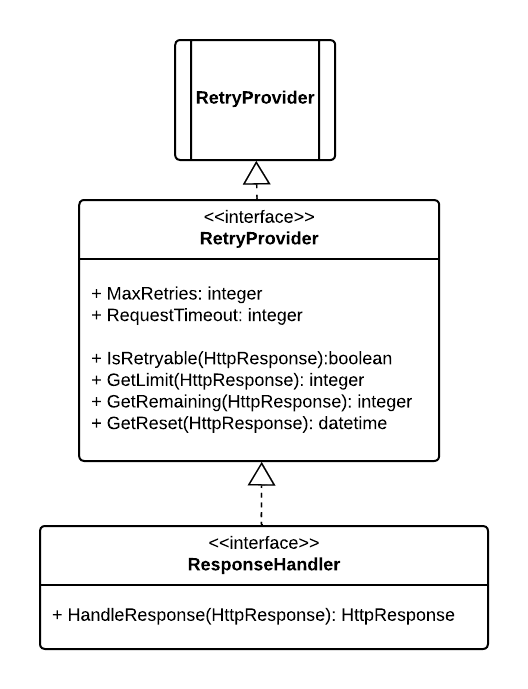 RetryProvider
<<interface>>
RetryProvider
+ MaxRetries: integer
+ RequestTimeout: integer
+ IsRetryable(HttpResponse):boolean
+ GetLimit(HttpResponse): integer
+ GetRemaining(HttpResponse): integer
+ GetReset(HttpResponse): datetime
<<interface>>
ResponseHandler
+ HandleResponse(HttpResponse): HttpResponse